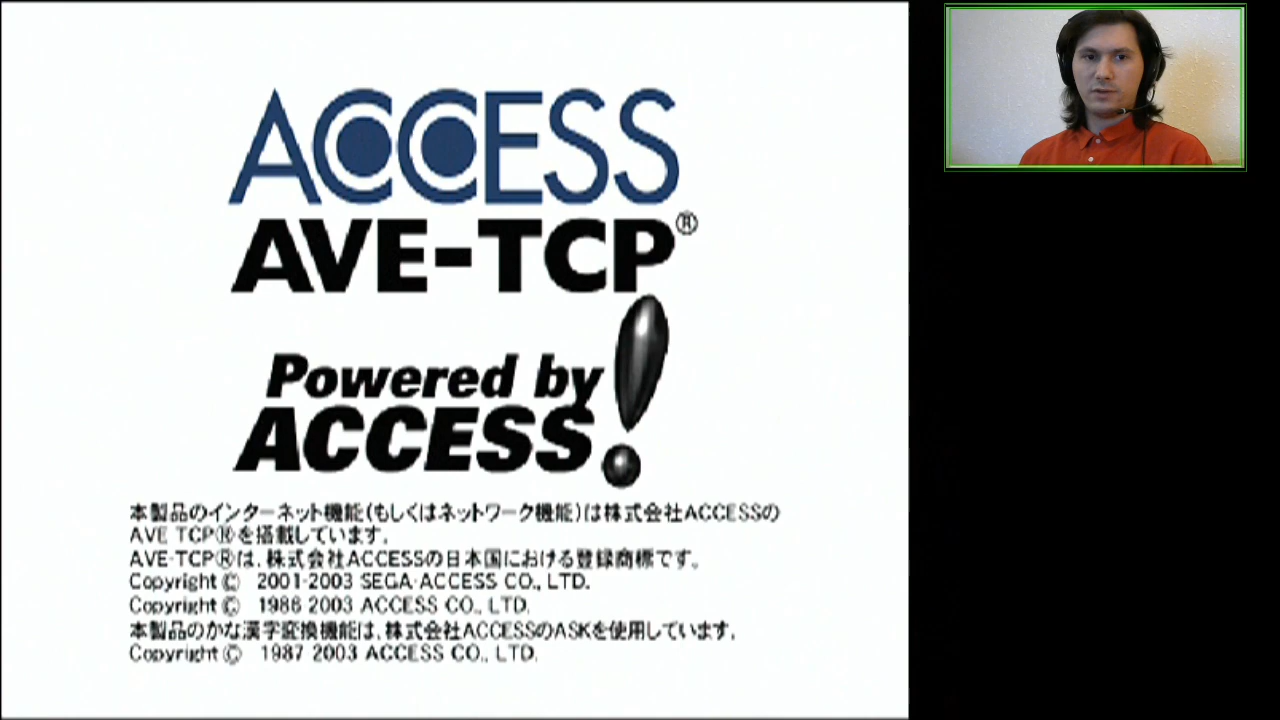 ACCESS
AVE-TCP®
Powered by
ACCESS!
本製品のインターネット機能(もしくはネットワーク機能)は株式会社ACCESSの
AVE TCP®を搭載しています。
AVE-TCP®は、株式会社ACCESSの日本国における登録商標です。
Copyright © 2001-2003 SEGA·ACCESS CO., LTD.
Copyright © 1986 2003 ACCESS CO., LTD.
本製品のかな漢字変換機能は、株式会社ACCESSのASKを使用しています。
Copyright © 1987 2003 ACCESS CO., LTD.